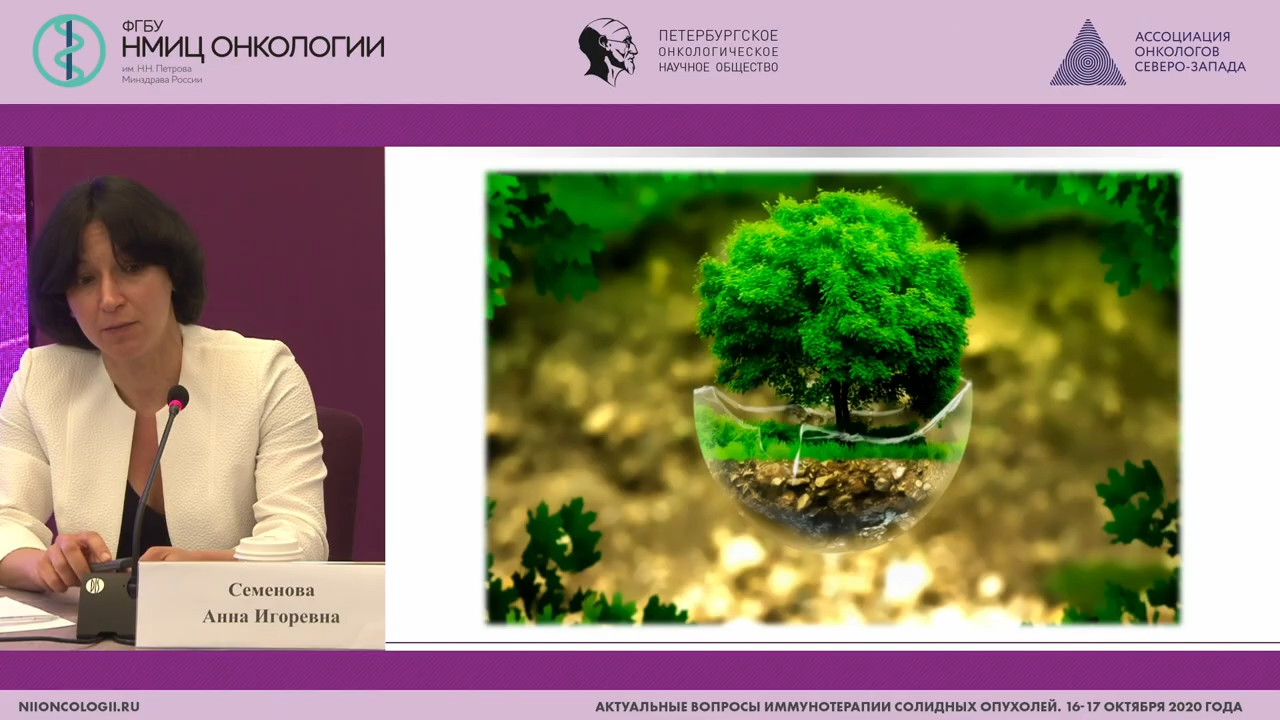 ФГБУ
НМИЦ ОНКОЛОГИИ
им. Н.Н. Петрова
Минздрава России
ПЕТЕРБУРГСКОЕ
ОНКОЛОГИЧЕСКОЕ
НАУЧНОЕ ОБЩЕСТВО
АССОЦИАЦИЯ
ОНКОЛОГОВ
СЕВЕРО-ЗАПАДА
Семенова
Анна Игоревна
NIIONCOLOGII.RU
АКТУАЛЬНЫЕ ВОПРОСЫ ИММУНОТЕРАПИИ СОЛИДНЫХ ОПУХОЛЕЙ. 16-17 ОКТЯБРЯ 2020 ГОДА